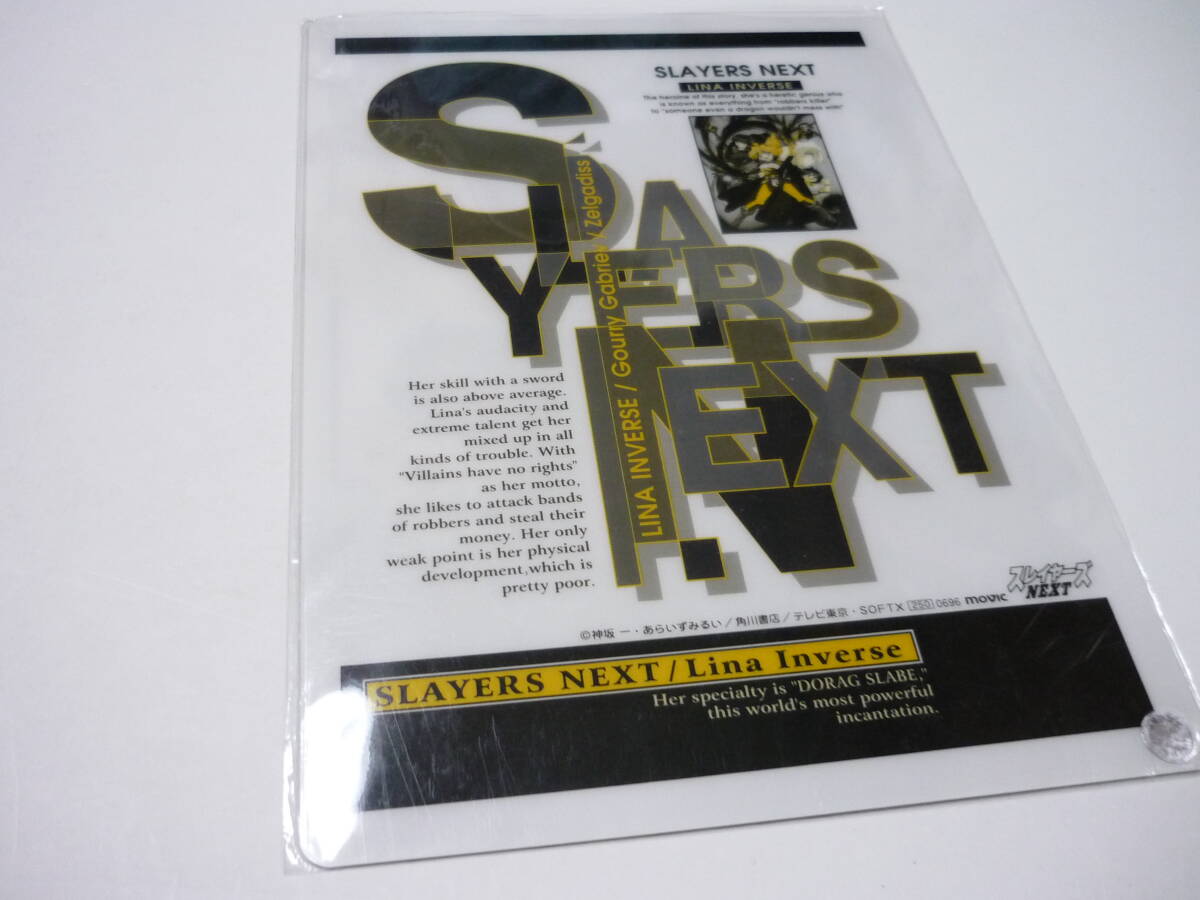 SLAYERS NEXT
LINA INVERSE
The heroine of this story, she's a heretic genius who
is known as everything from "robbers killer"
to "someone even a dragon wouldn't mess with"
SLAYERS
NEXT
LINA INVERSE / Gourry Gabriev / Zelgadiss
Her skill with a sword
is also above average.
Lina's audacity and
extreme talent get her
mixed up in all
kinds of trouble. With
"Villains have no rights"
as her motto,
she likes to attack bands
of robbers and steal their
money. Her only
weak point is her physical
development,which is
pretty poor.
スレイヤーズ
NEXT
©神坂 一・あらいずみるい/角川書店/テレビ東京・SOFTX 250 0696 movic
SLAYERS NEXT/Lina Inverse
Her specialty is "DORAG SLABE,"
this world's most powerful
incantation.